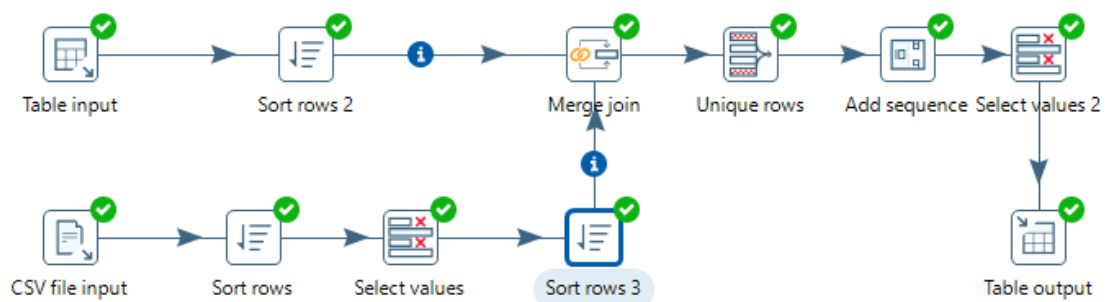 Table input
Sort rows 2
Merge join
Unique rows
Add sequence
Select values 2
CSV file input
Sort rows
Select values
Sort rows 3
Table output